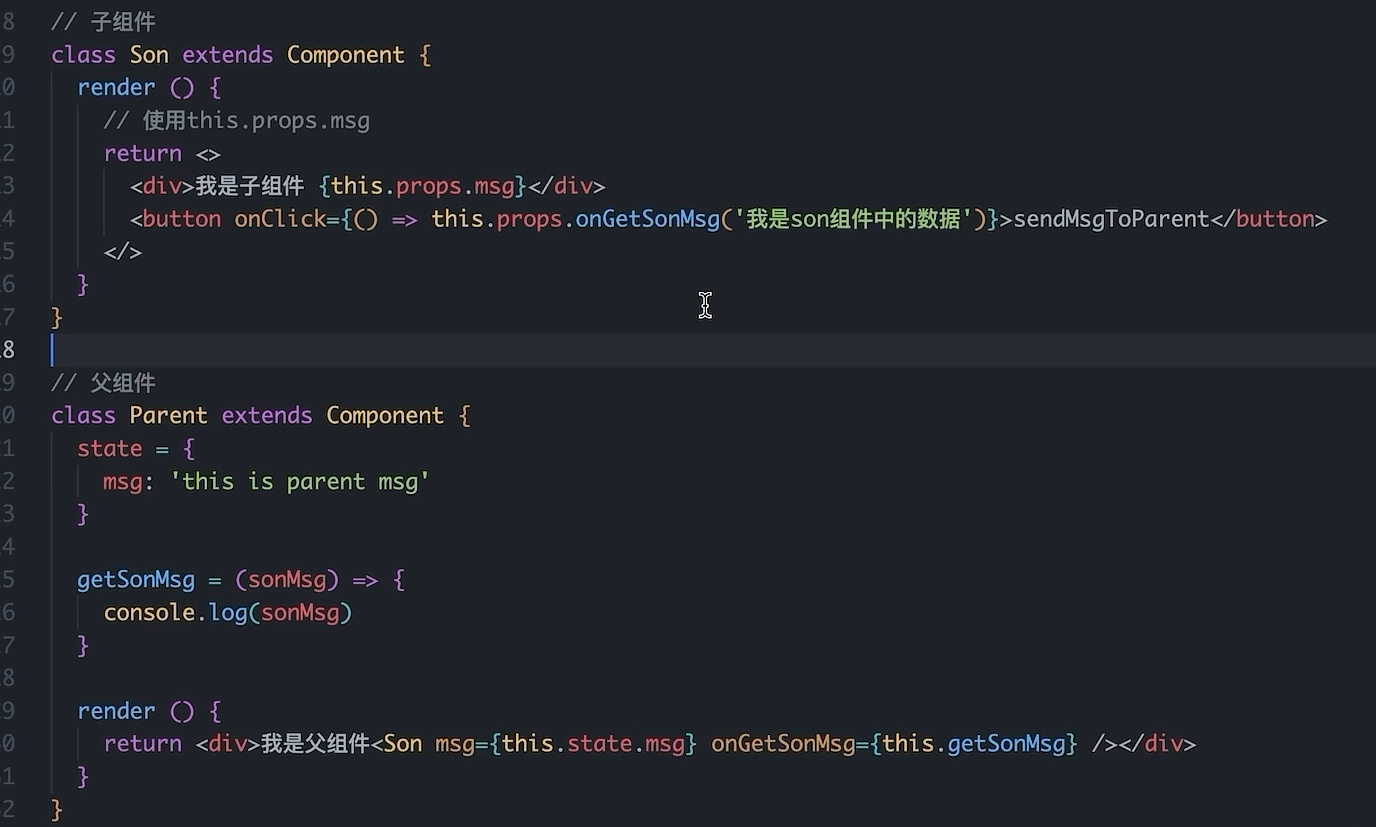 8 // 子组件
9 class Son extends Component {
0 render () {
1 // 使用this.props.msg
2 return <>
3 <div>我是子组件 {this.props.msg}</div>
4 <button onClick={() => this.props.onGetSonMsg('我是son组件中的数据')}>sendMsgToParent</button>
5 </>
6 }
7 }
8
9 // 父组件
0 class Parent extends Component {
1 state = {
2 msg: 'this is parent msg'
3 }
4
5 getSonMsg = (sonMsg) => {
6 console.log(sonMsg)
7 }
8
9 render () {
0 return <div>我是父组件<Son msg={this.state.msg} onGetSonMsg={this.getSonMsg} /></div>
1 }
2 }